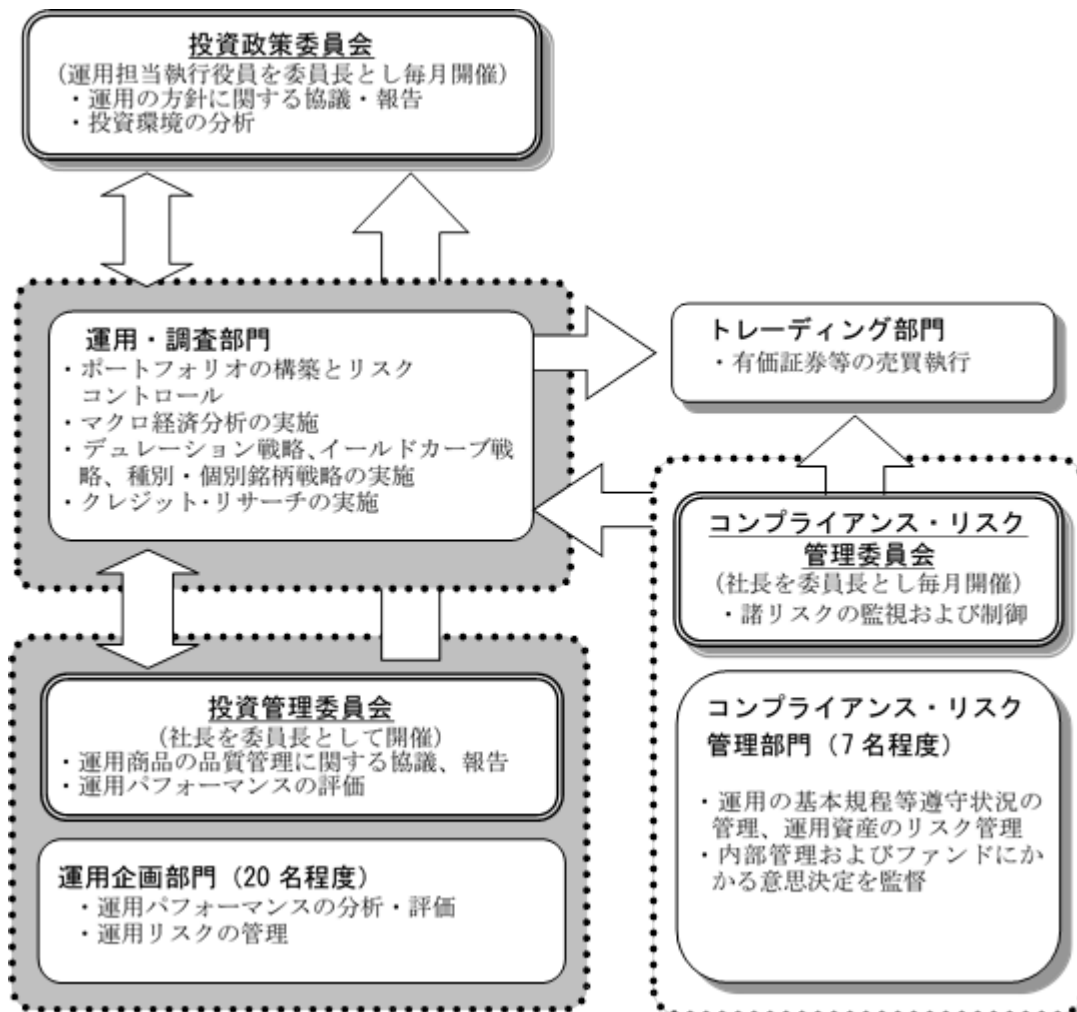 投資政策委員会
(運用担当執行役員を委員長とし毎月開催)
・運用の方針に関する協議・報告
・投資環境の分析
運用・調査部門
・ポートフォリオの構築とリスク
コントロール
・マクロ経済分析の実施
・デュレーション戦略、イールドカーブ戦
略、種別・個別銘柄戦略の実施
・クレジット・リサーチの実施
トレーディング部門
・有価証券等の売買執行
コンプライアンス・リスク
管理委員会
(社長を委員長とし毎月開催)
・諸リスクの監視および制御
投資管理委員会
(社長を委員長として開催)
・運用商品の品質管理に関する協議、報告
・運用パフォーマンスの評価
運用企画部門（20 名程度）
・運用パフォーマンスの分析・評価
・運用リスクの管理
コンプライアンス・リスク
管理部門（7 名程度）
・運用の基本規程等遵守状況の
管理、運用資産のリスク管理
・内部管理およびファンドにか
かる意思決定を監督